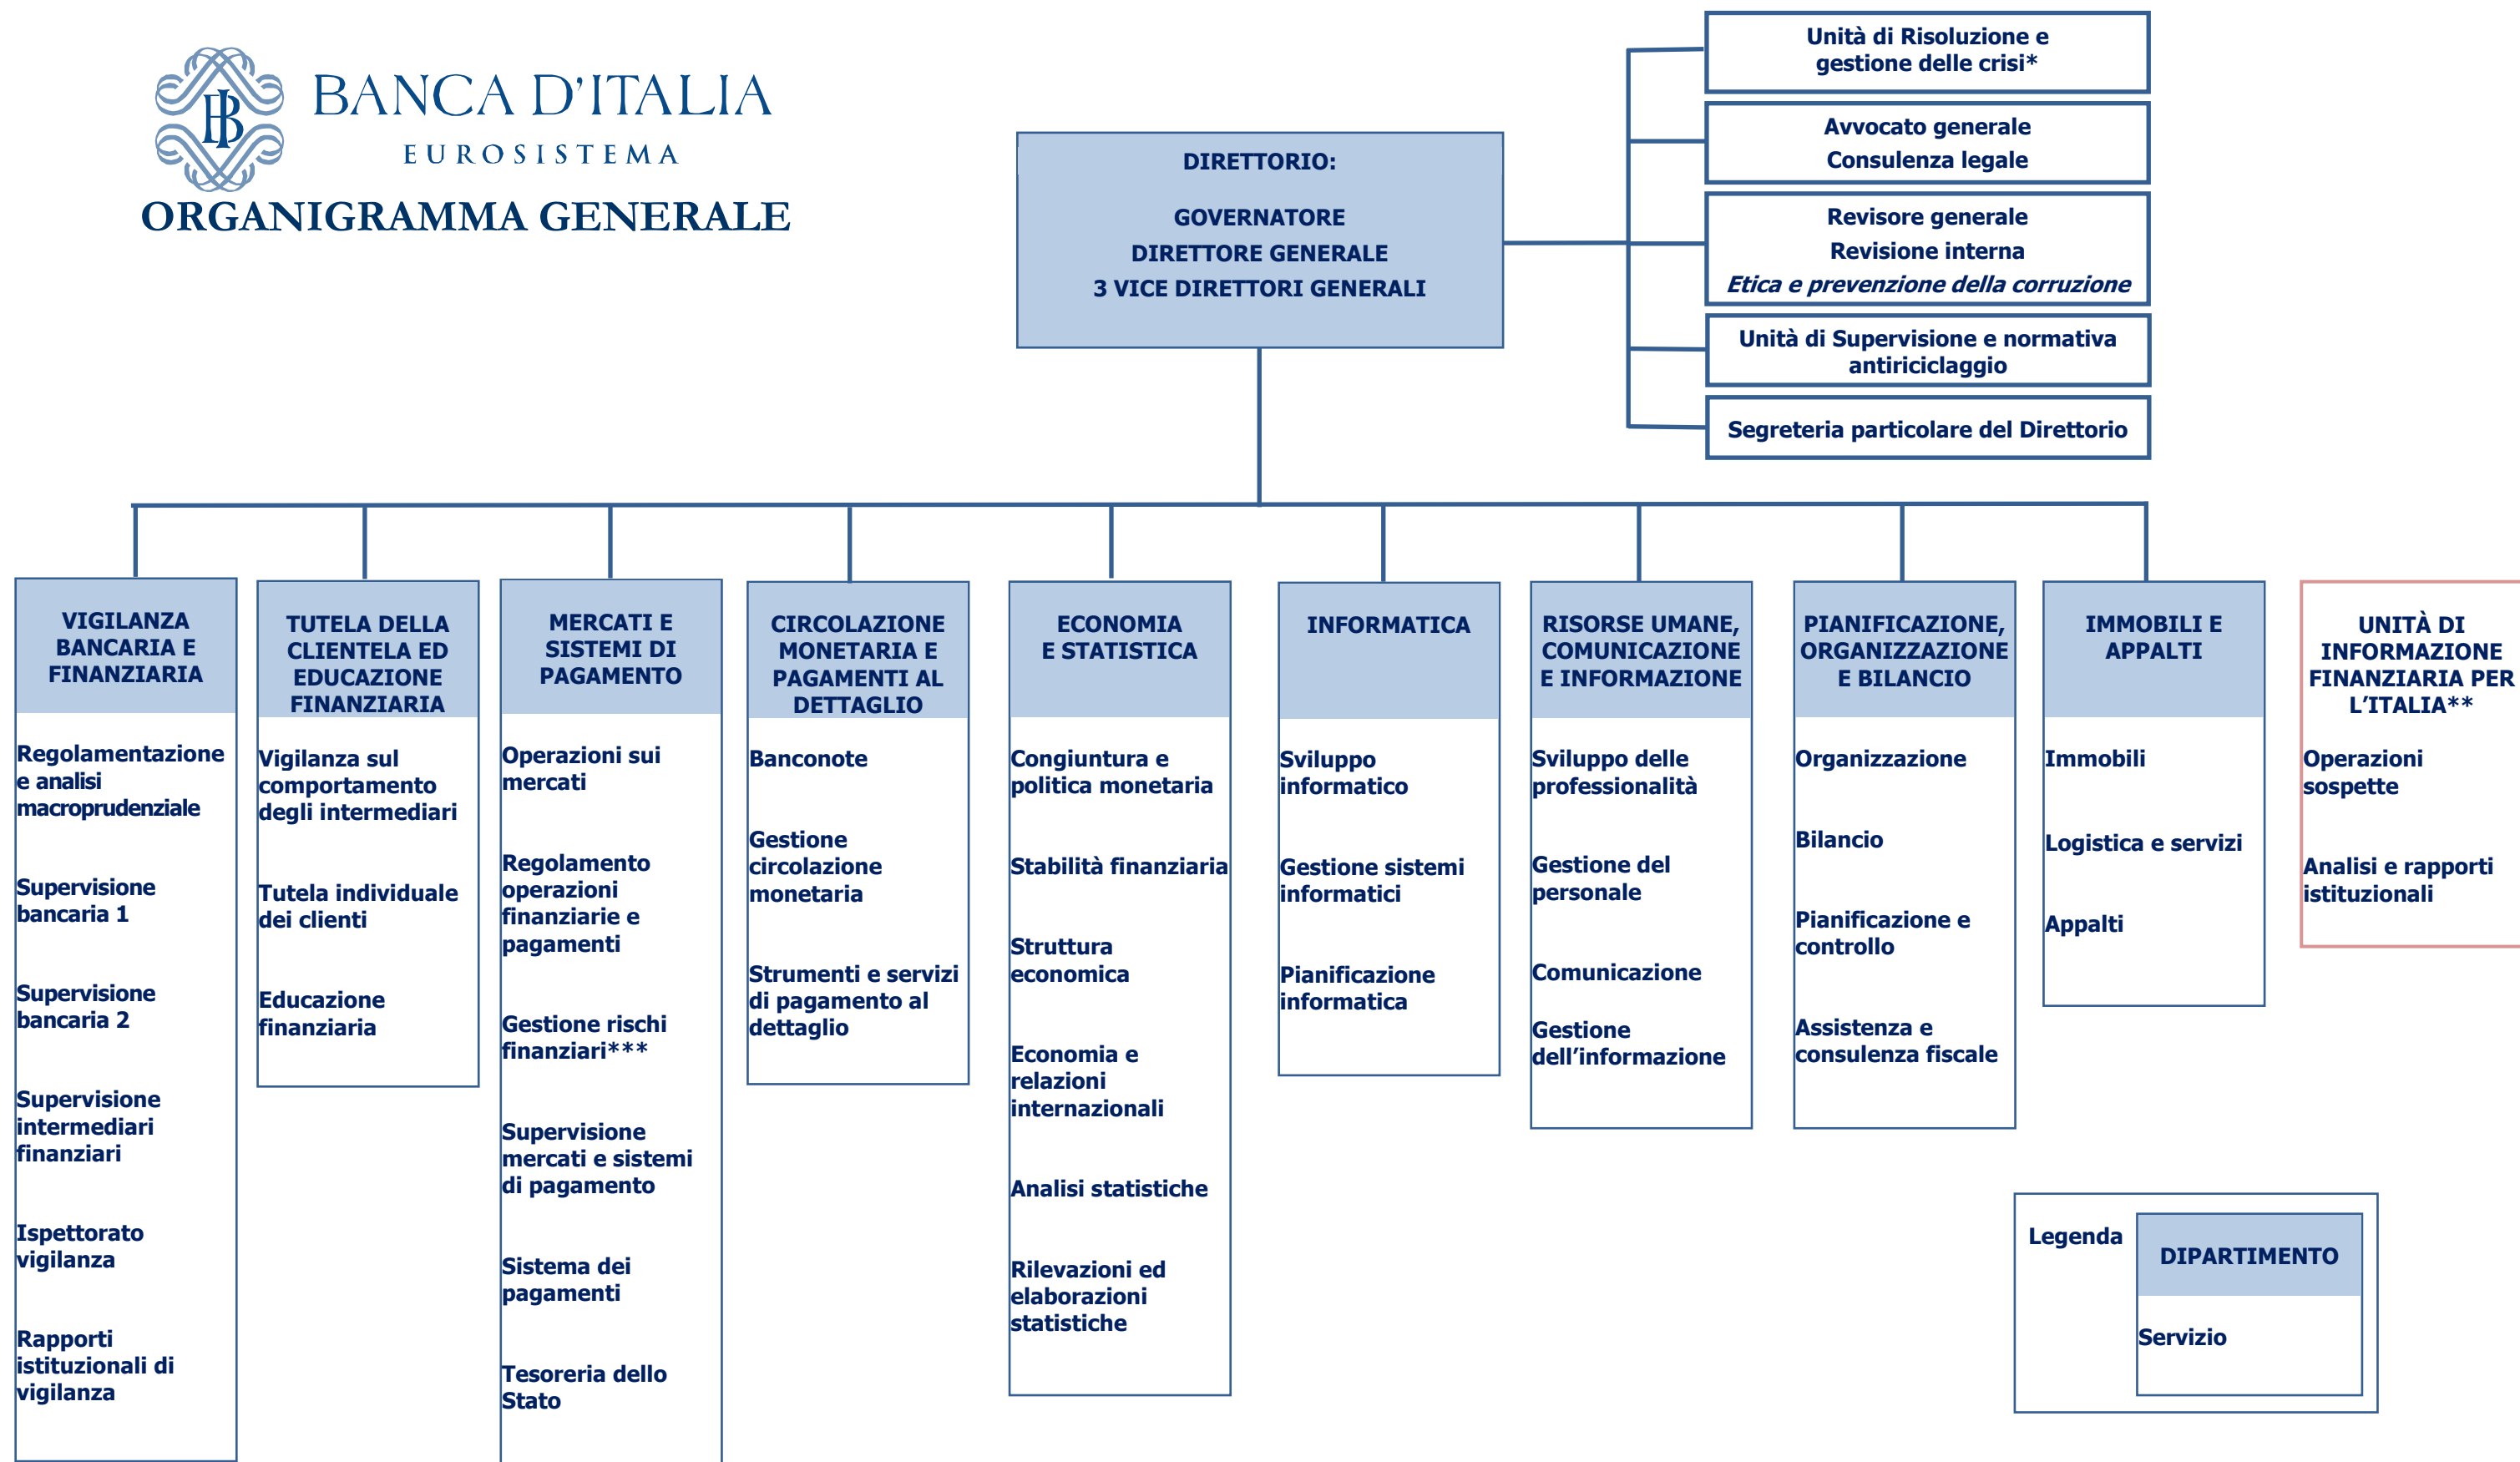 BANCA D'ITALIA
EUROSISTEMA
ORGANIGRAMMA GENERALE
DIRETTORIO:
GOVERNATORE
DIRETTORE GENERALE
3 VICE DIRETTORI GENERALI
Unità di Risoluzione e
gestione delle crisi*
Avvocato generale
Consulenza legale
Revisore generale
Revisione interna
Etica e prevenzione della corruzione
Unità di Supervisione e normativa
antiriciclaggio
Segreteria particolare del Direttorio
VIGILANZA
BANCARIA E
FINANZIARIA
Regolamentazione
e analisi
macroprudenziale
Supervisione
bancaria 1
Supervisione
bancaria 2
Supervisione
intermediari
finanziari
Ispettorato
vigilanza
Rapporti
istituzionali di
vigilanza
TUTELA DELLA
CLIENTELA ED
EDUCAZIONE
FINANZIARIA
Vigilanza sul
comportamento
degli intermediari
Tutela individuale
dei clienti
Educazione
finanziaria
MERCATI E
SISTEMI DI
PAGAMENTO
Operazioni sui
mercati
Regolamento
operazioni
finanziarie e
pagamenti
Gestione rischi
finanziari***
Supervisione
mercati e sistemi
di pagamento
Sistema dei
pagamenti
Tesoreria dello
Stato
CIRCOLAZIONE
MONETARIA E
PAGAMENTI AL
DETTAGLIO
Banconote
Gestione
circolazione
monetaria
Strumenti e servizi
di pagamento al
dettaglio
ECONOMIA
E STATISTICA
Congiuntura e
politica monetaria
Stabilità finanziaria
Struttura
economica
Economia e
relazioni
internazionali
Analisi statistiche
Rilevazioni ed
elaborazioni
statistiche
INFORMATICA
Sviluppo
informatico
Gestione sistemi
informatici
Pianificazione
informatica
RISORSE UMANE,
COMUNICAZIONE
E INFORMAZIONE
Sviluppo delle
professionalità
Gestione del
personale
Comunicazione
Gestione
dell’informazione
PIANIFICAZIONE,
ORGANIZZAZIONE
E BILANCIO
Organizzazione
Bilancio
Pianificazione e
controllo
Assistenza e
consulenza fiscale
IMMOBILI E
APPALTI
Immobili
Logistica e servizi
Appalti
UNITÀ DI
INFORMAZIONE
FINANZIARIA PER
L’ITALIA**
Operazioni
sospette
Analisi e rapporti
istituzionali
Legenda
DIPARTIMENTO
Servizio